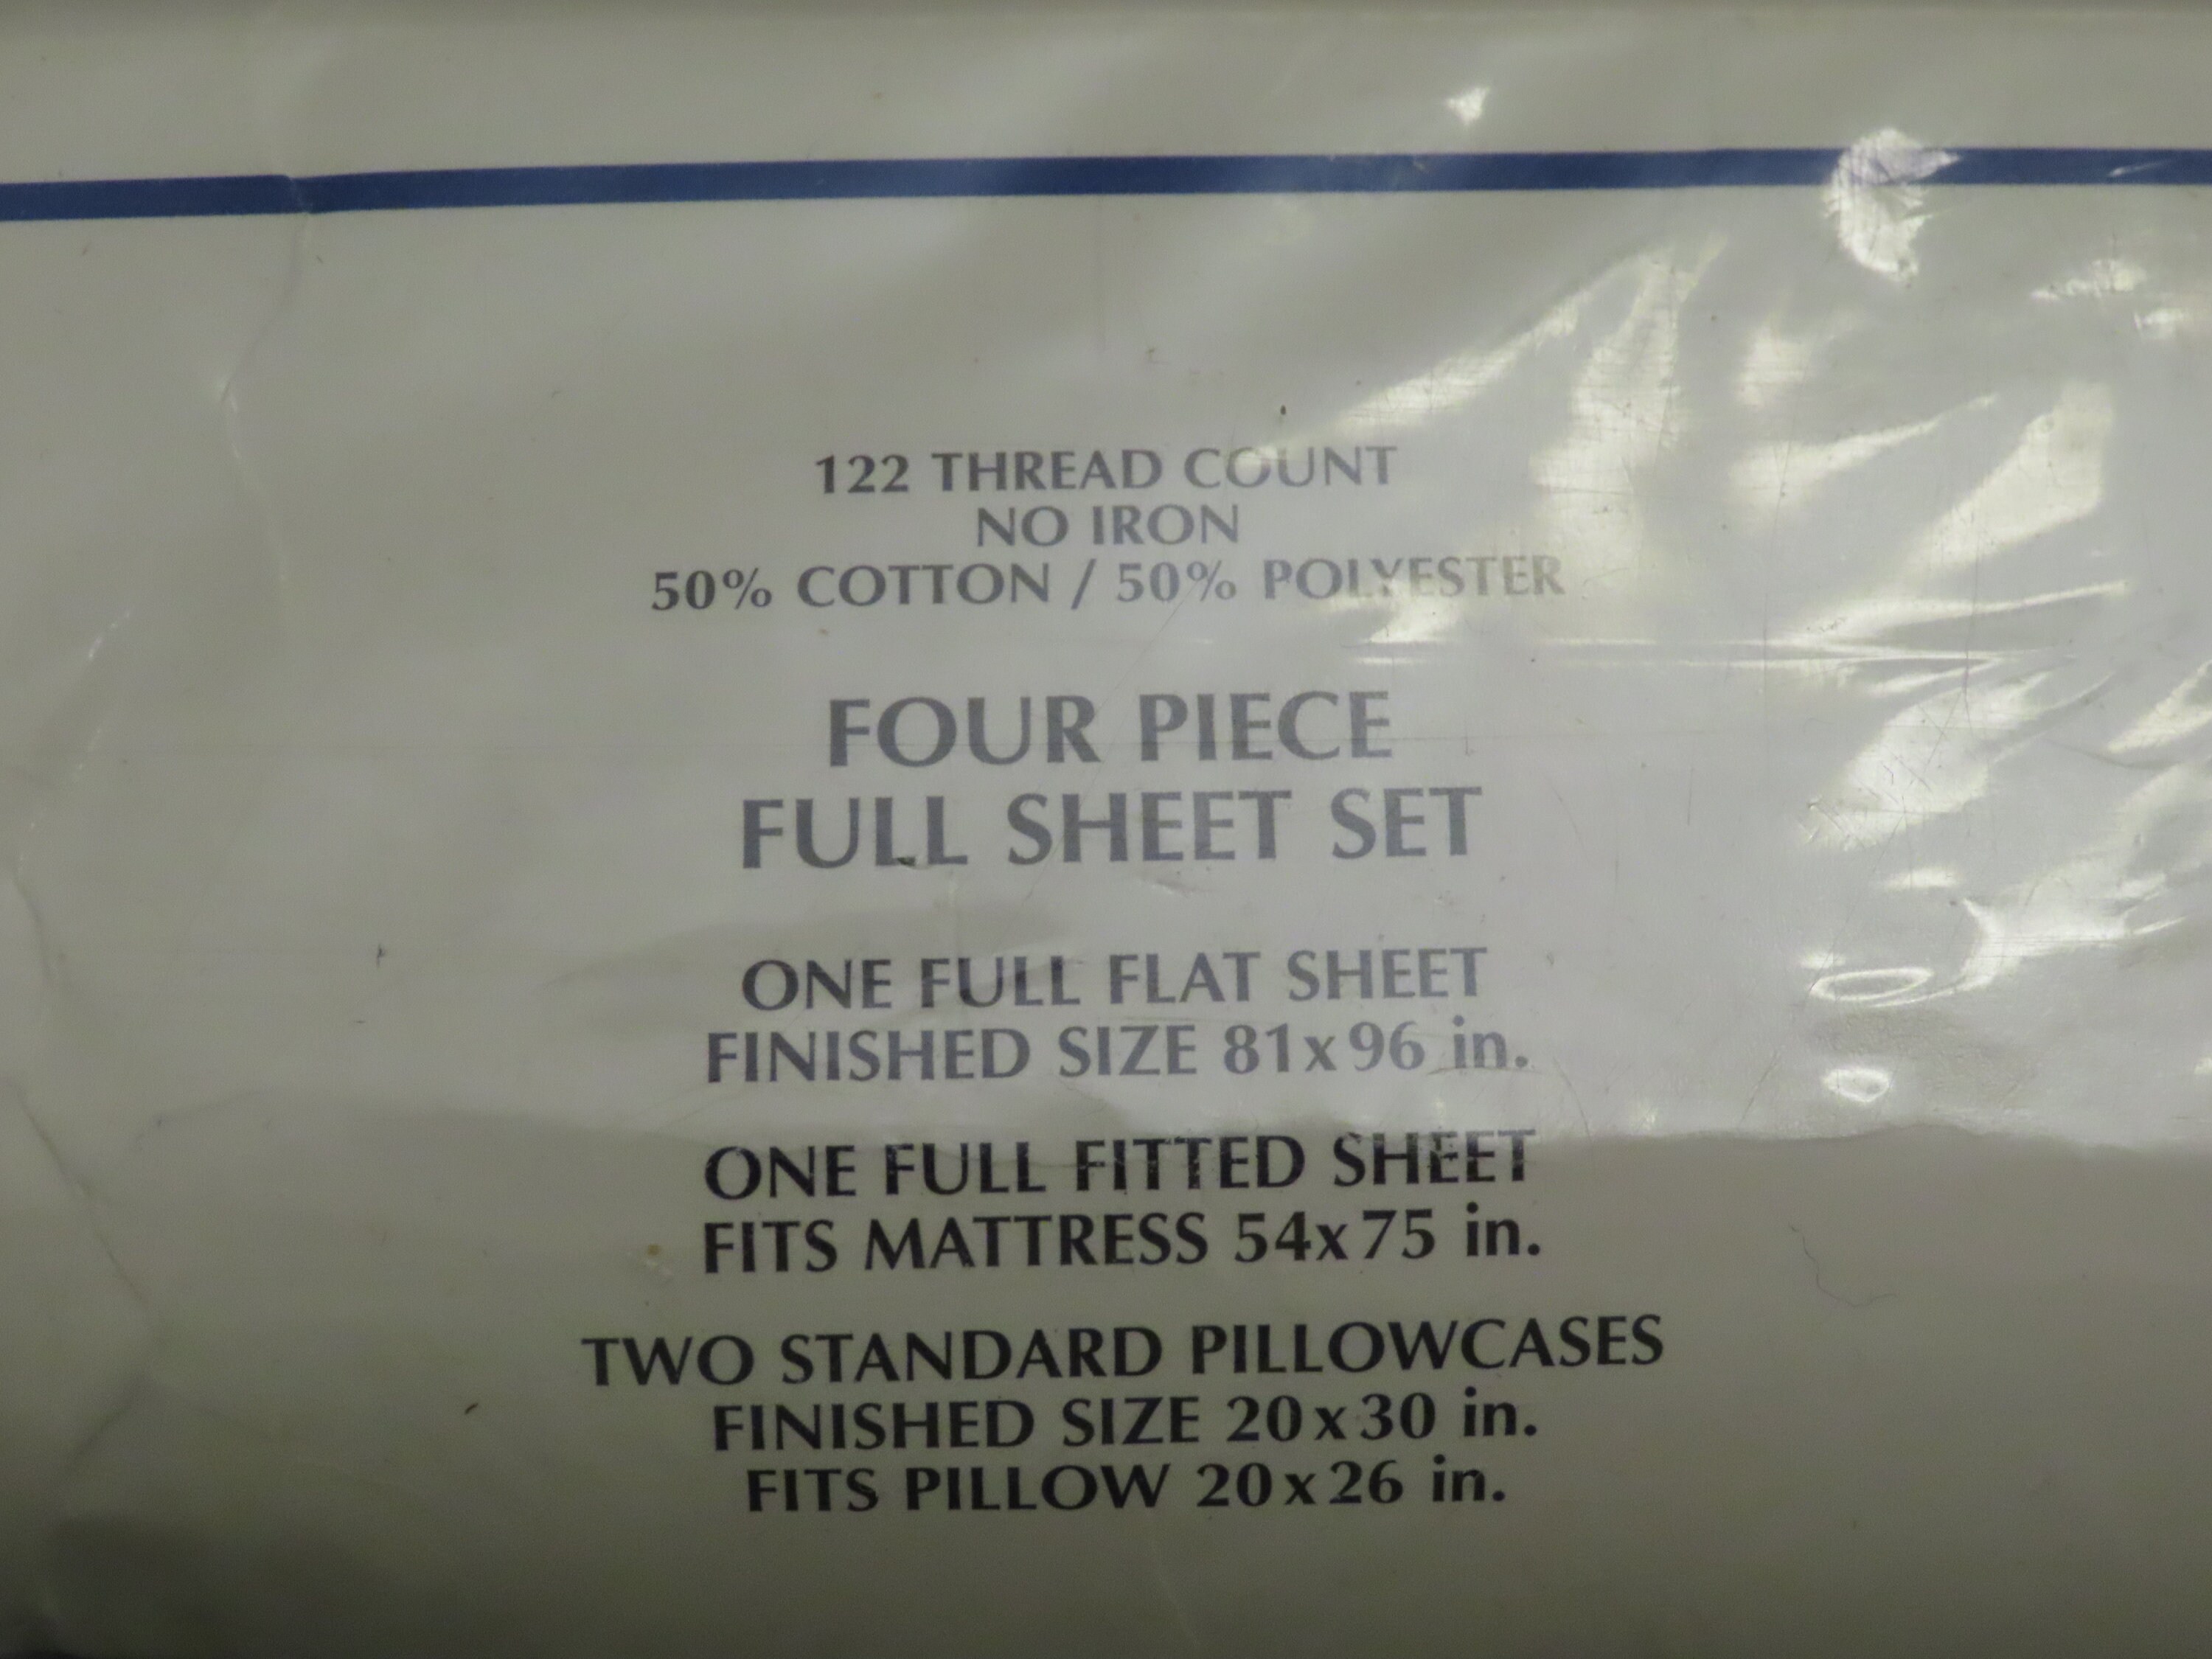 122 THREAD COUNT
NO IRON
50% COTTON / 50% POLYESTER
FOUR PIECE
FULL SHEET SET
ONE FULL FLAT SHEET
FINISHED SIZE 81x96 in.
ONE FULL FITTED SHEET
FITS MATTRESS 54x75 in.
TWO STANDARD PILLOWCASES
FINISHED SIZE 20x30 in.
FITS PILLOW 20x26 in.